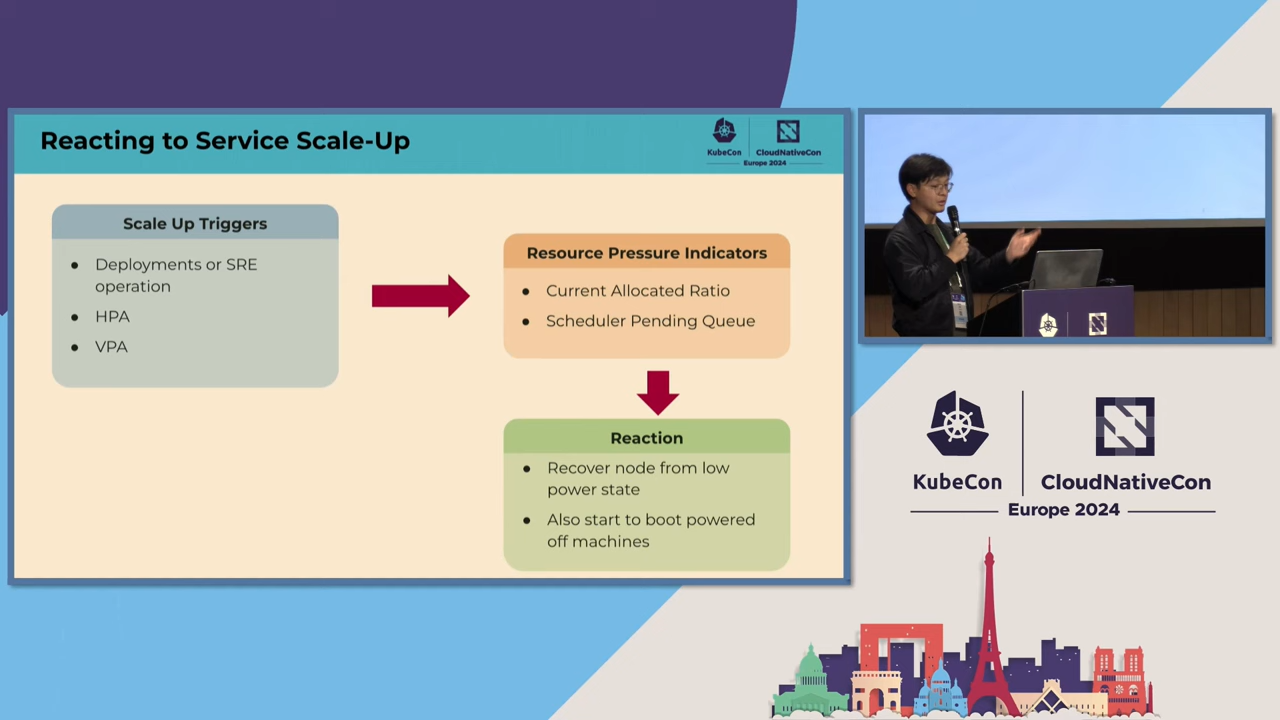 Reacting to Service Scale-Up
KubeCon
CloudNativeCon
Europe 2024
Scale Up Triggers
● Deployments or SRE
operation
● HPA
● VPA
Resource Pressure Indicators
● Current Allocated Ratio
● Scheduler Pending Queue
Reaction
● Recover node from low
power state
● Also start to boot powered
off machines
KubeCon
CloudNativeCon
Europe 2024